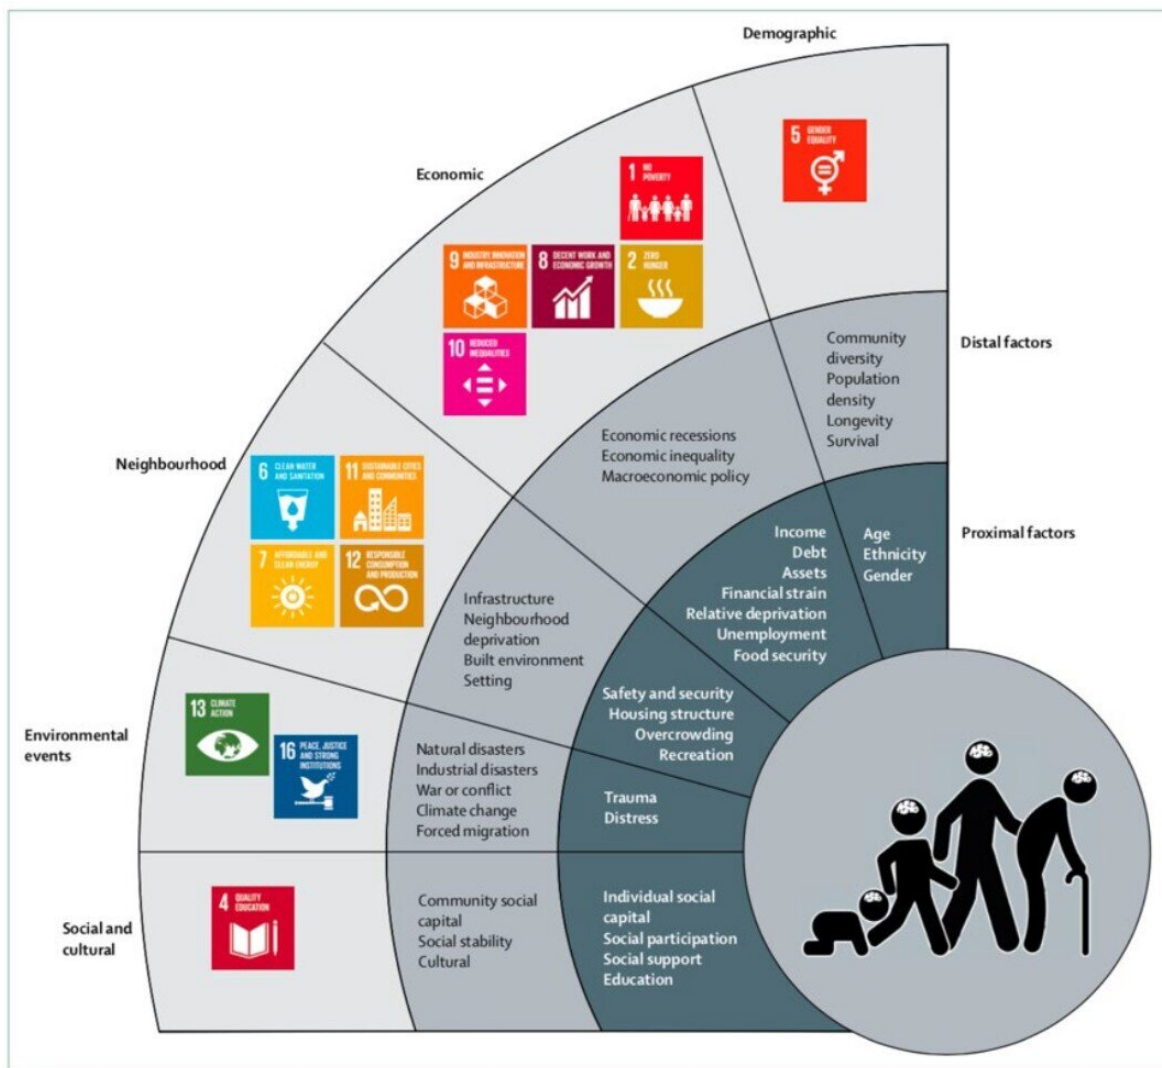 Demographic
5 GENDER
EQUALITY
Economic
1 NO
POVERTY
9 INDUSTRY, INNOVATION
AND INFRASTRUCTURE
8 DECENT WORK AND
ECONOMIC GROWTH
2 ZERO
HUNGER
10 REDUCED
INEQUALITIES
Community
diversity
Population
density
Longevity
Survival
Distal factors
Economic recessions
Economic inequality
Macroeconomic policy
Neighbourhood
6 CLEAN WATER
AND SANITATION
11 SUSTAINABLE CITIES
AND COMMUNITIES
7 AFFORDABLE AND
CLEAN ENERGY
12 RESPONSIBLE
CONSUMPTION
AND PRODUCTION
Infrastructure
Neighbourhood
deprivation
Built environment
Setting
Income
Debt
Assets
Financial strain
Relative deprivation
Unemployment
Food security
Age
Ethnicity
Gender
Proximal factors
Safety and security
Housing structure
Overcrowding
Recreation
Environmental
events
13 CLIMATE
ACTION
16 PEACE, JUSTICE
AND STRONG
INSTITUTIONS
Natural disasters
Industrial disasters
War or conflict
Climate change
Forced migration
Trauma
Distress
Social and
cultural
4 QUALITY
EDUCATION
Community social
capital
Social stability
Cultural
Individual social
capital
Social participation
Social support
Education